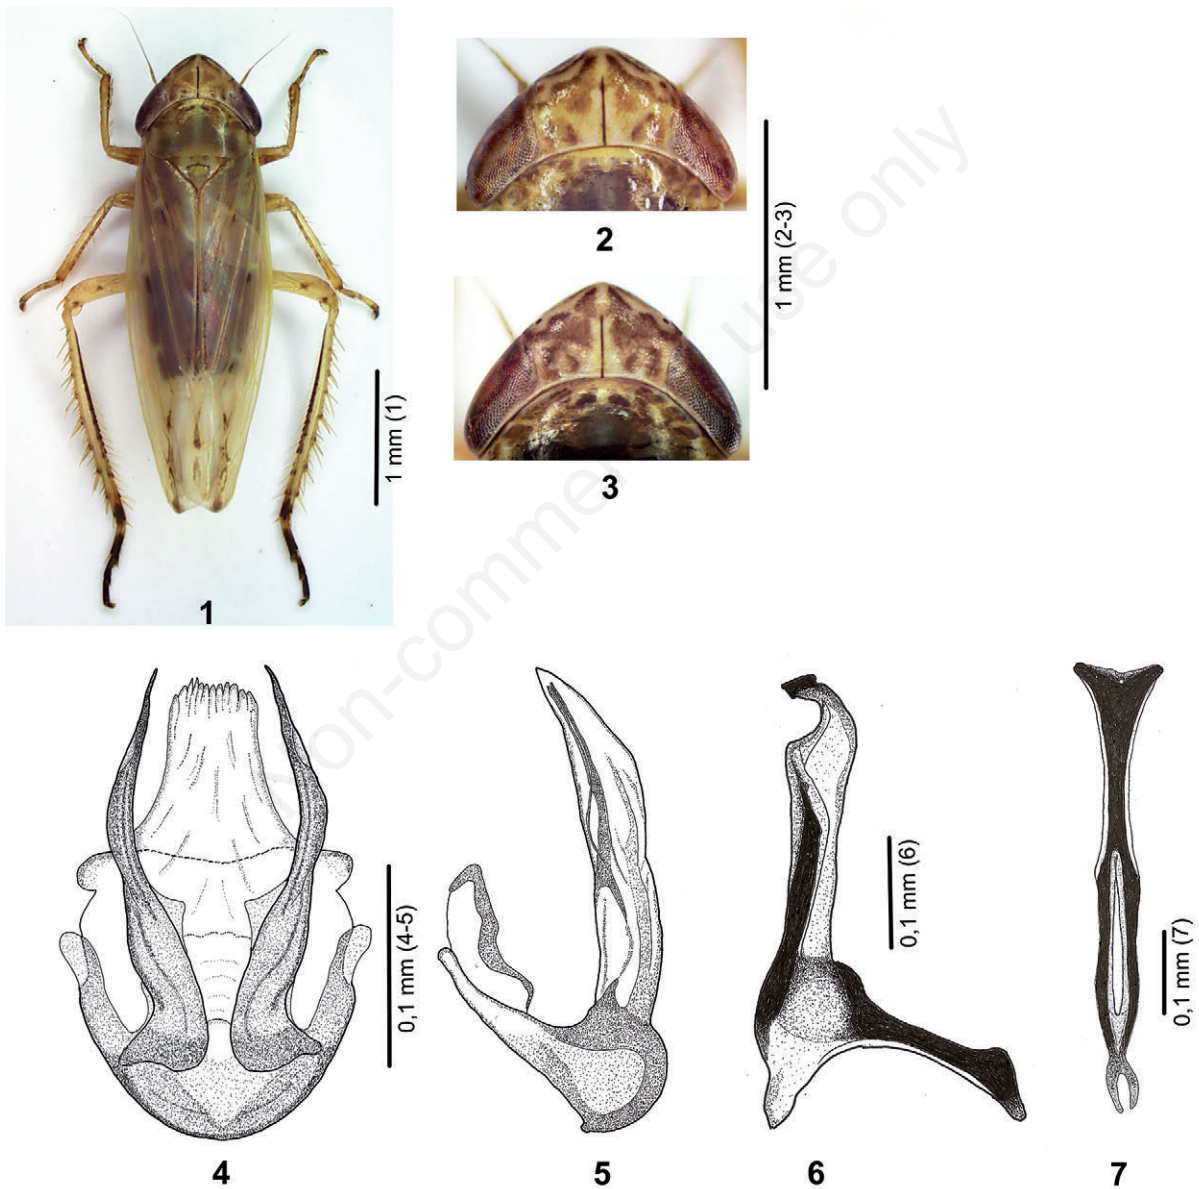 1
1 mm (1)
2
3
1 mm (2-3)
4
0,1 mm (4-5)
5
6
0,1 mm (6)
7
0,1 mm (7)
Non-commercial use only